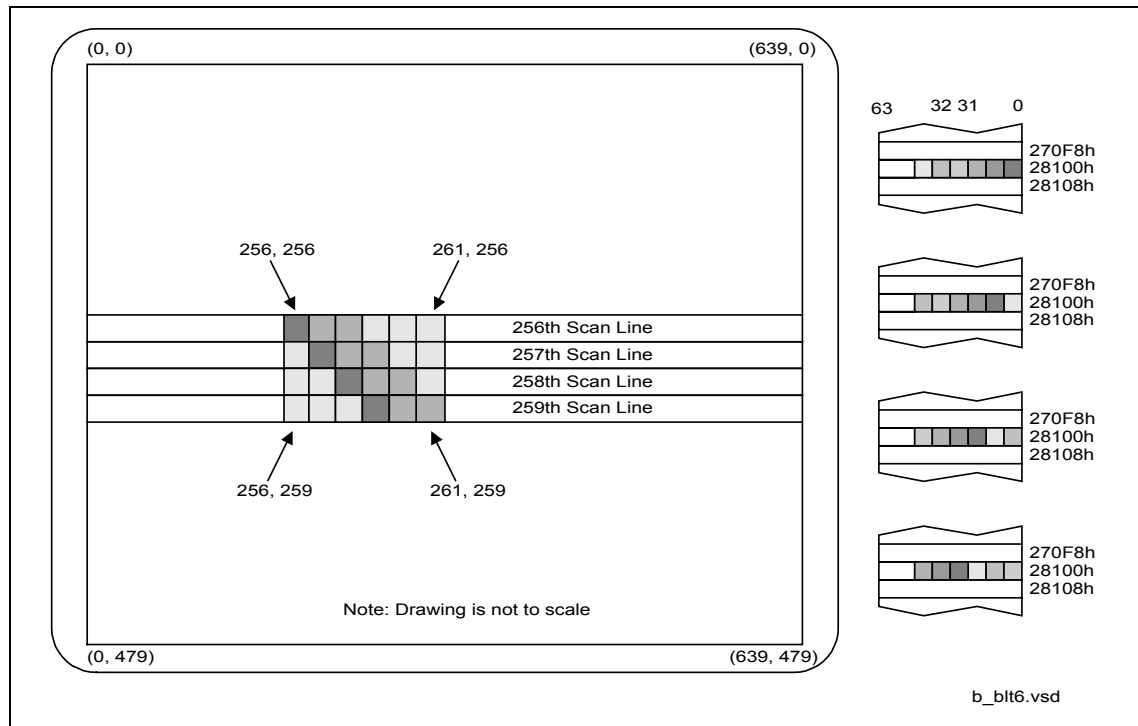 (0, 0) (639, 0)
256, 256 261, 256
256th Scan Line
257th Scan Line
258th Scan Line
259th Scan Line
256, 259 261, 259
Note: Drawing is not to scale
(0, 479) (639, 479)
63 32 31 0
270F8h
28100h
28108h
270F8h
28100h
28108h
270F8h
28100h
28108h
270F8h
28100h
28108h
b_blt6.vsd